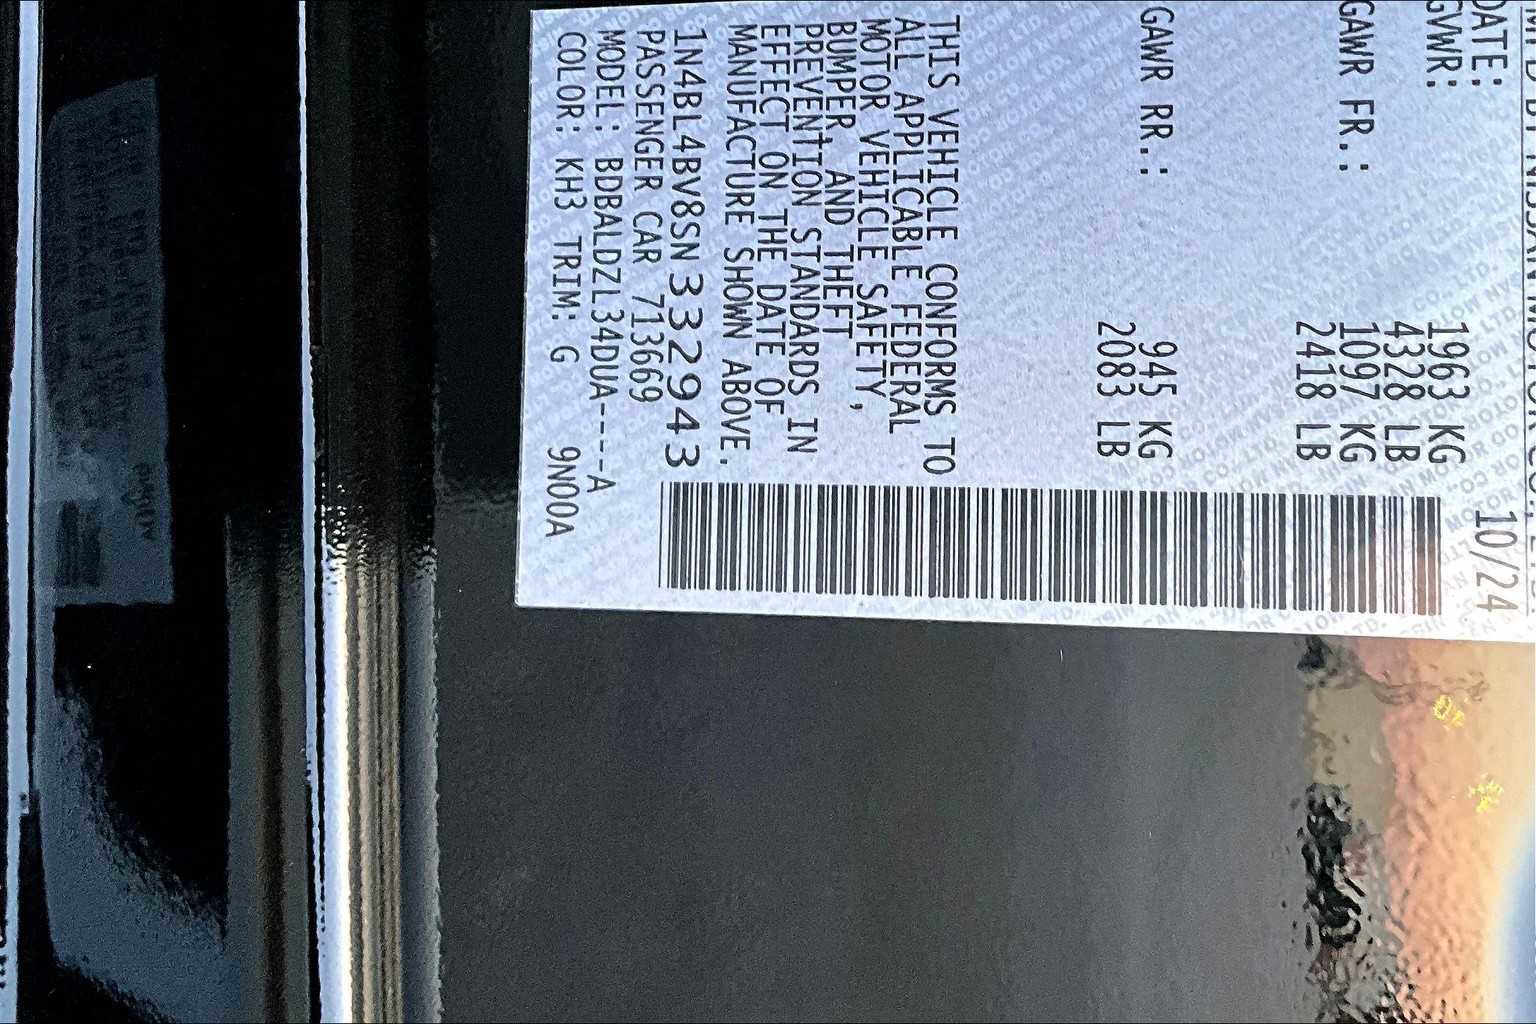 DATE: 10/24
GVWR: 1963 KG
4328 LB
GAWR FR.: 1097 KG
2418 LB
GAWR RR.: 945 KG
2083 LB
THIS VEHICLE CONFORMS TO
ALL APPLICABLE FEDERAL
MOTOR VEHICLE SAFETY,
BUMPER, AND THEFT
PREVENTION STANDARDS IN
EFFECT ON THE DATE OF
MANUFACTURE SHOWN ABOVE.
1N4BL4BV8SN332943
PASSENGER CAR 713669
MODEL: BDBALDZL34DUA----A
COLOR: KH3 TRIM: G 9N00A